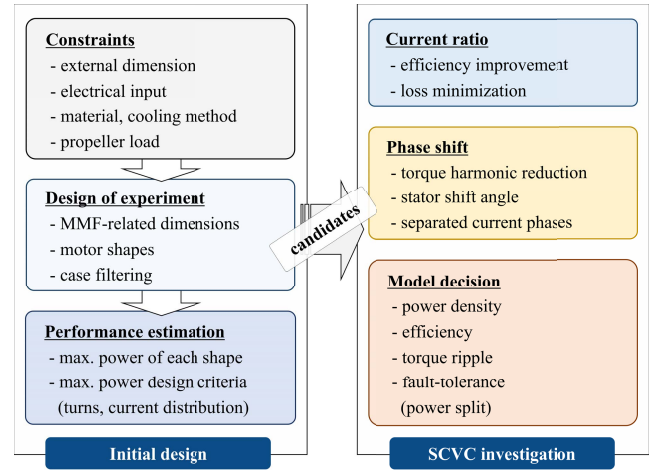 Constraints
- external dimension
- electrical input
- material, cooling method
- propeller load
Design of experiment
- MMF-related dimensions
- motor shapes
- case filtering
Performance estimation
- max. power of each shape
- max. power design criteria
(turns, current distribution)
Initial design
candidates
Current ratio
- efficiency improvement
- loss minimization
Phase shift
- torque harmonic reduction
- stator shift angle
- separated current phases
Model decision
- power density
- efficiency
- torque ripple
- fault-tolerance
(power split)
SCVC investigation